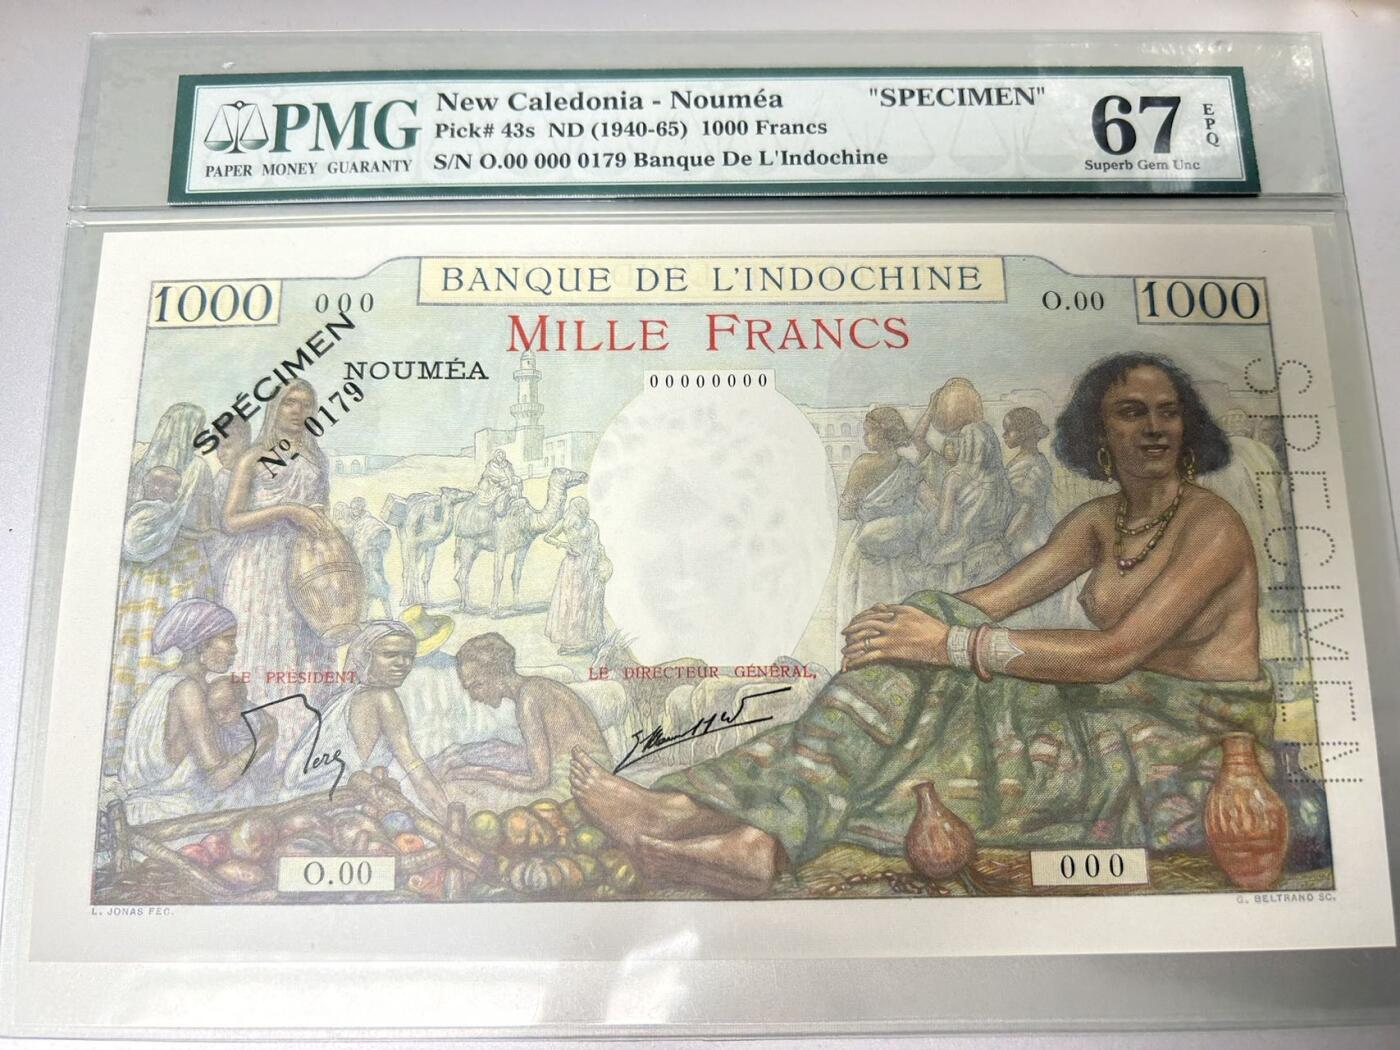 PMG
PAPER MONEY GUARANTY
New Caledonia - Nouméa "SPECIMEN"
Pick# 43s ND (1940-65) 1000 Francs
S/N O.00 000 0179 Banque De L'Indochine
67
EPQ
Superb Gem Unc
BANQUE DE L'INDOCHINE
1000
000
O.00
1000
MILLE FRANCS
SPÉCIMEN
Nº 0179
NOUMÉA
00000000
SPECIMEN
LE PRÉSIDENT
LE DIRECTEUR GÉNÉRAL,
O.00
000
L. JONAS FEC.
G. BELTRAND SC.